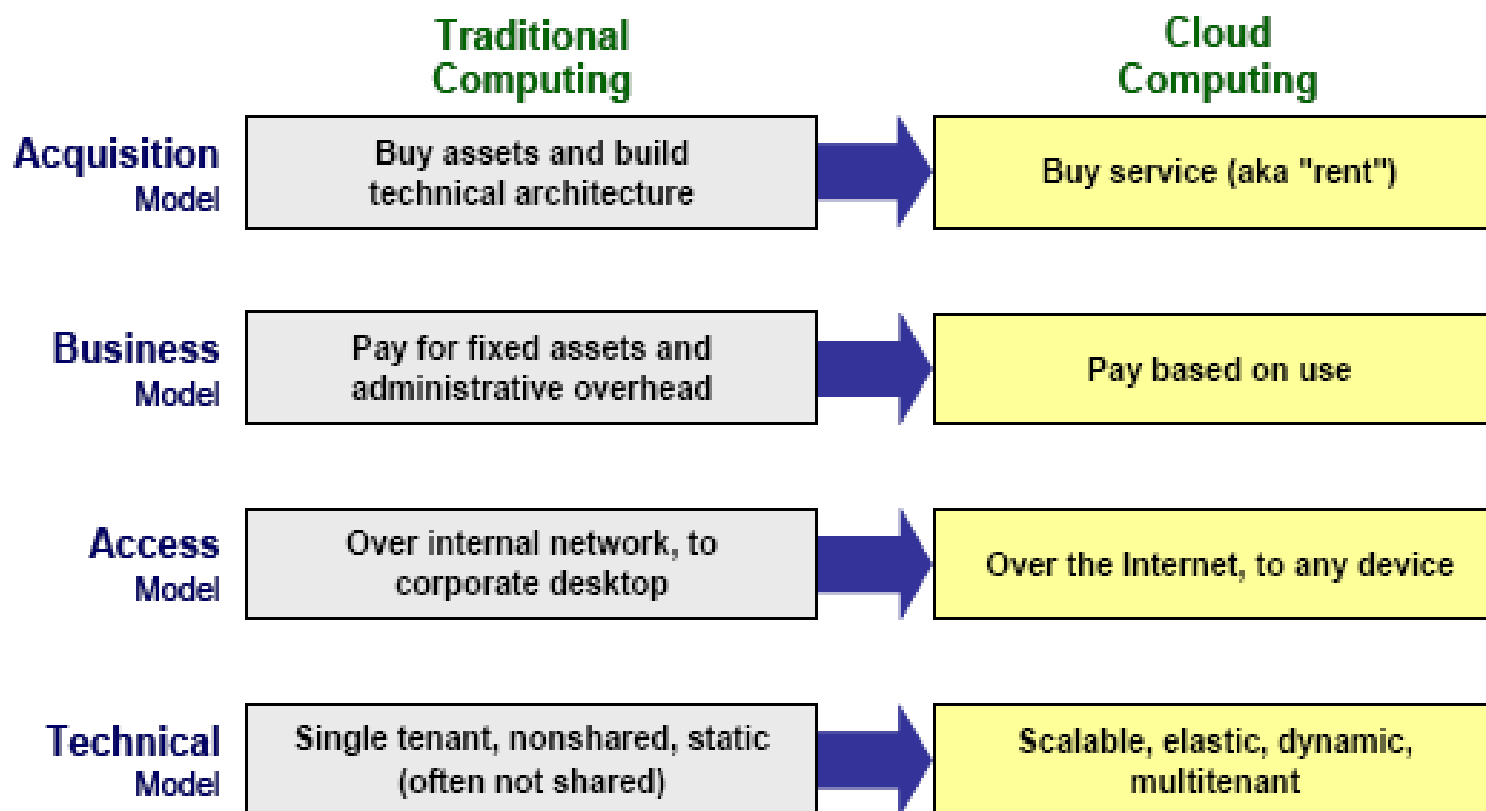 Traditional
Computing
Cloud
Computing
Acquisition
Model
Buy assets and build
technical architecture
Buy service (aka "rent")
Business
Model
Pay for fixed assets and
administrative overhead
Pay based on use
Access
Model
Over internal network, to
corporate desktop
Over the Internet, to any device
Technical
Model
Single tenant, nonshared, static
(often not shared)
Scalable, elastic, dynamic,
multitenant